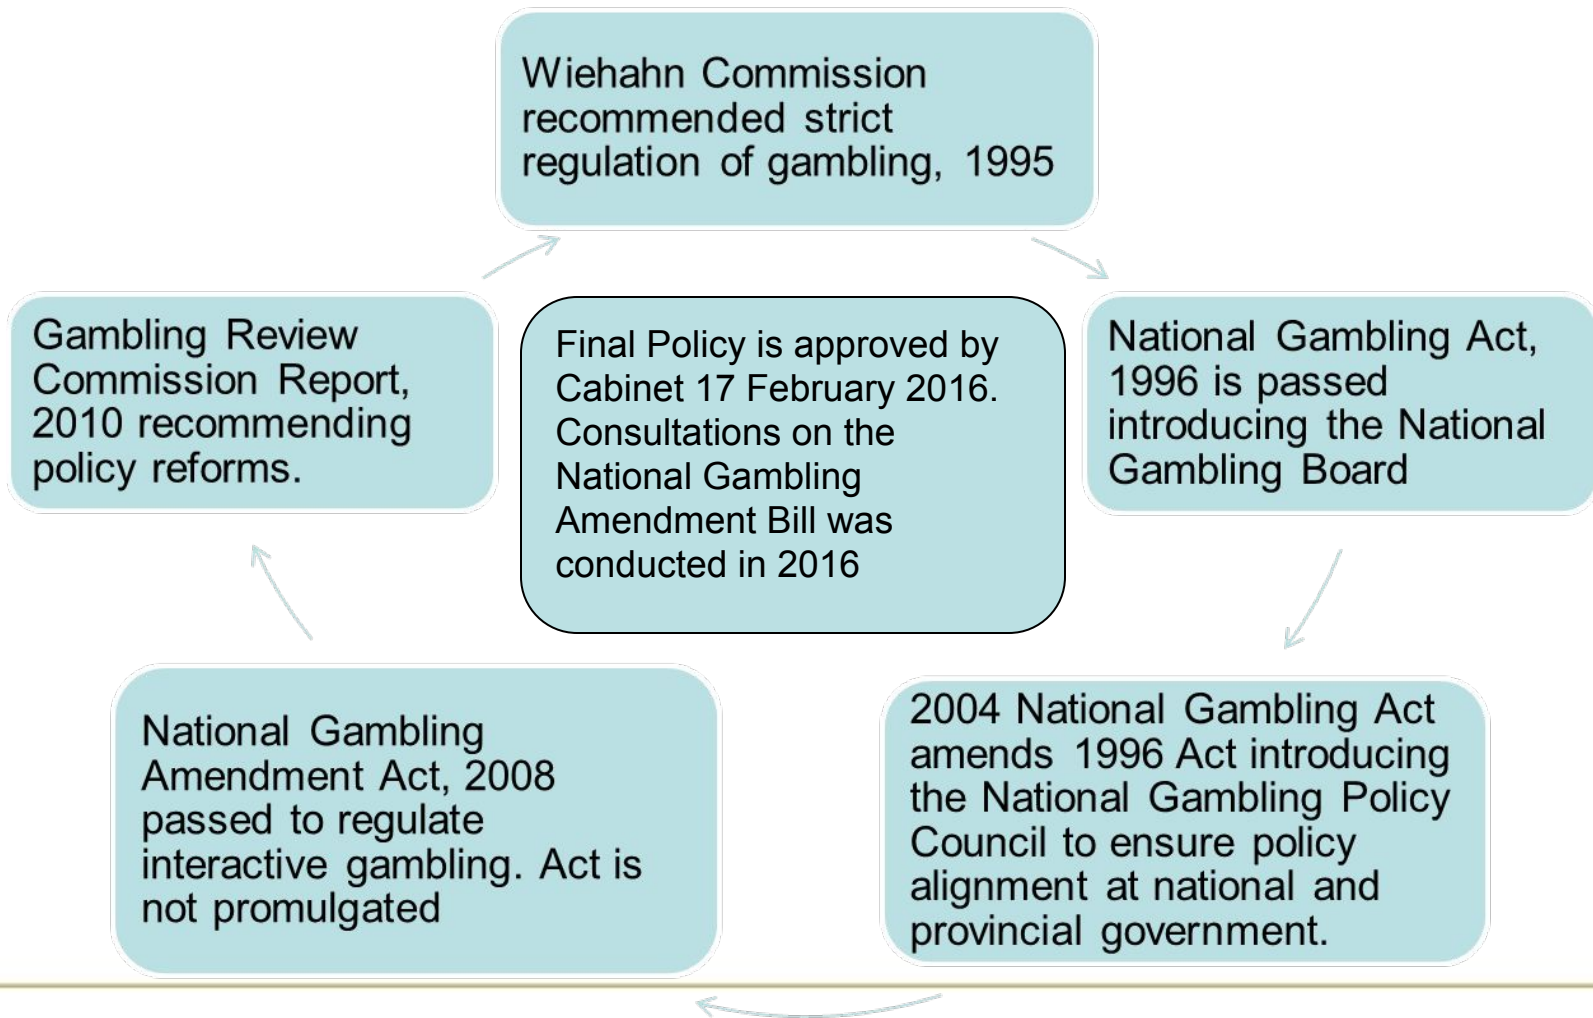 Wiehahn Commission
recommended strict
regulation of gambling, 1995
Gambling Review
Commission Report,
2010 recommending
policy reforms.
Final Policy is approved by
Cabinet 17 February 2016.
Consultations on the
National Gambling
Amendment Bill was
conducted in 2016
National Gambling Act,
1996 is passed
introducing the National
Gambling Board
National Gambling
Amendment Act, 2008
passed to regulate
interactive gambling. Act is
not promulgated
2004 National Gambling Act
amends 1996 Act introducing
the National Gambling Policy
Council to ensure policy
alignment at national and
provincial government.